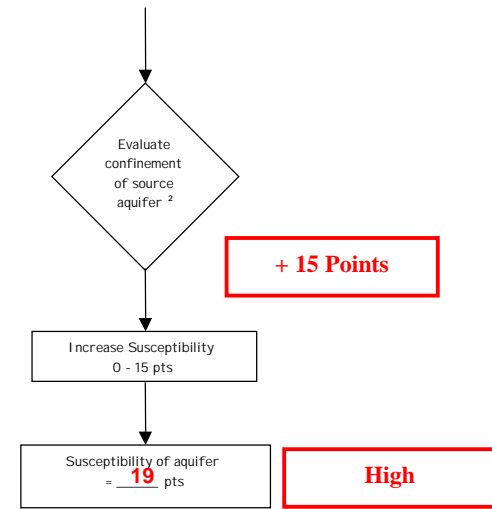 Evaluate
confinement
of source
aquifer ²
+ 15 Points
Increase Susceptibility
0 - 15 pts
Susceptibility of aquifer
= 19 pts
High